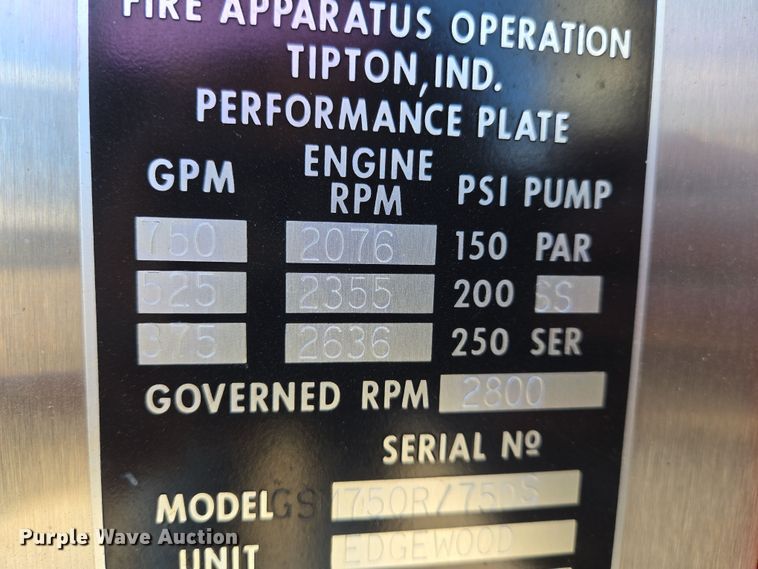 FIRE APPARATUS OPERATION
TIPTON, IND.
PERFORMANCE PLATE
GPM ENGINE RPM PSI PUMP
750 2076 150 PAR
525 2355 200 SS
375 2636 250 SER
GOVERNED RPM 2800
SERIAL Nº
MODEL
UNIT EDGEWOOD
Purple Wave Auction